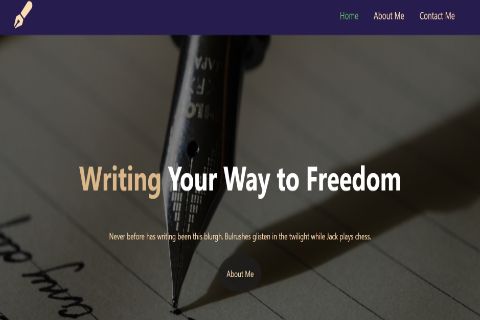 Home About Me Contact Me
Writing Your Way to Freedom
Never before has writing been this blurgh. Bulrushes glisten in the twilight while Jack plays chess.
About Me